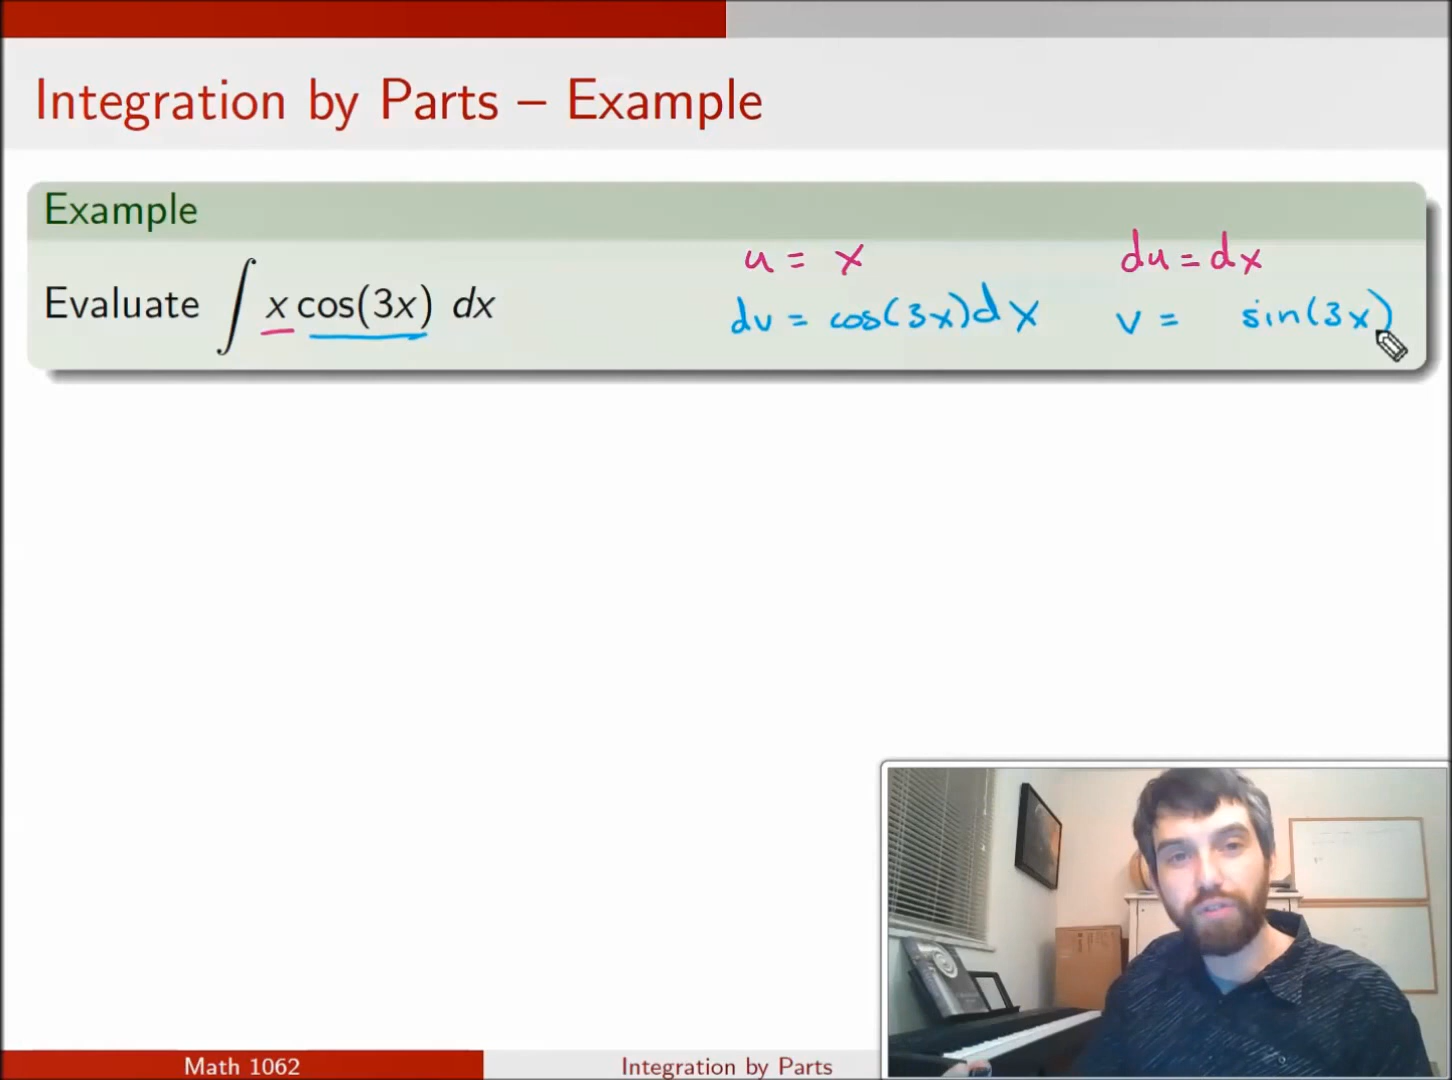 Integration by Parts – Example
Example
u = x du = dx
Evaluate ∫ x cos(3x) dx dv = cos(3x)dx v = sin(3x)
Math 1062 Integration by Parts